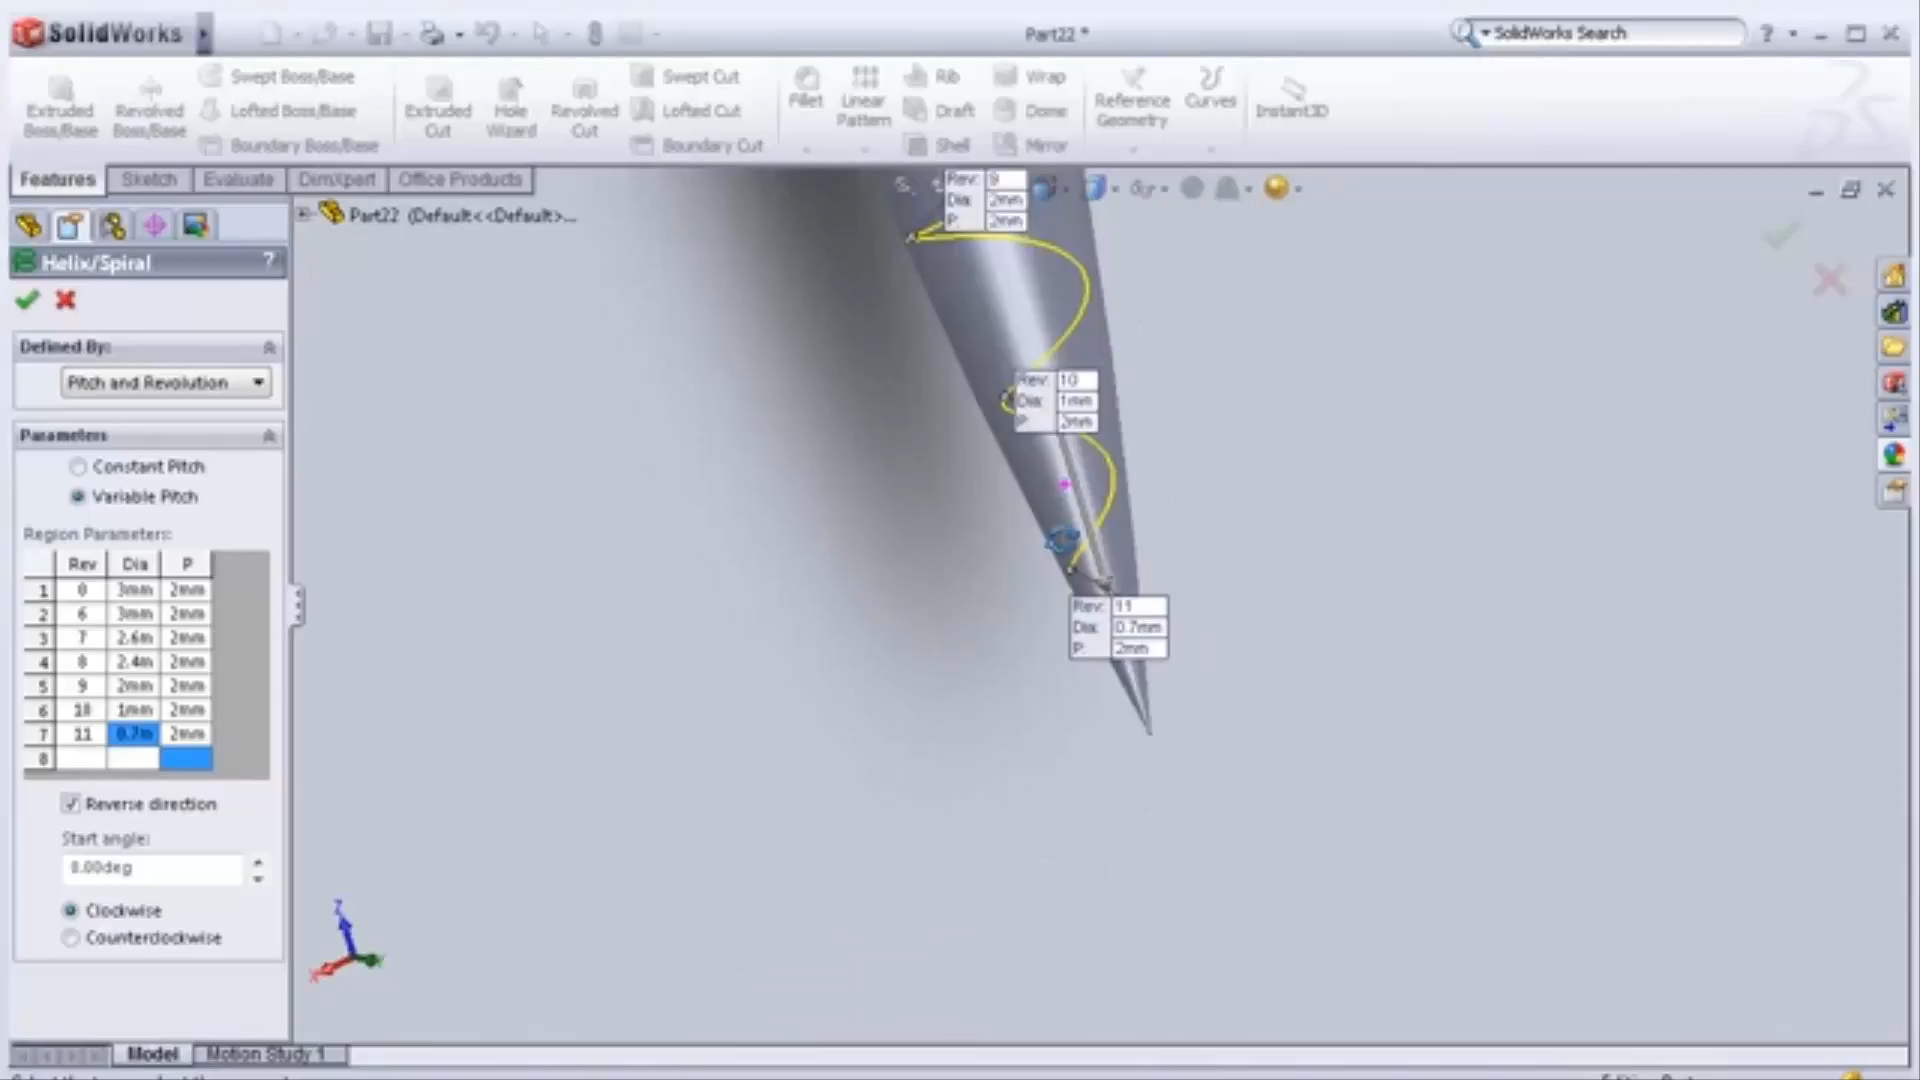 SolidWorks
Part22 *
SolidWorks Search
?
Extruded Boss/Base
Revolved Boss/Base
Swept Boss/Base
Lofted Boss/Base
Boundary Boss/Base
Extruded Cut
Hole Wizard
Revolved Cut
Swept Cut
Lofted Cut
Boundary Cut
Fillet
Linear Pattern
Rib
Draft
Shell
Wrap
Dome
Mirror
Reference Geometry
Curves
Instant3D
Features
Sketch
Evaluate
DimXpert
Office Products
Part22 (Default<<Default>...
Helix/Spiral
?
Defined By:
Pitch and Revolution
Parameters
Constant Pitch
Variable Pitch
Region Parameters:
Rev Dia P
1 0 3mm 2mm
2 6 3mm 2mm
3 7 2.6m 2mm
4 8 2.4m 2mm
5 9 2mm 2mm
6 10 1mm 2mm
7 11 0.7m 2mm
8
Reverse direction
Start angle:
0.00deg
Clockwise
Counterclockwise
Rev: 9
Dia: 2mm
P: 2mm
Rev: 10
Dia: 1mm
P: 2mm
Rev: 11
Dia: 0.7mm
P: 2mm
Z
X
Model
Motion Study 1